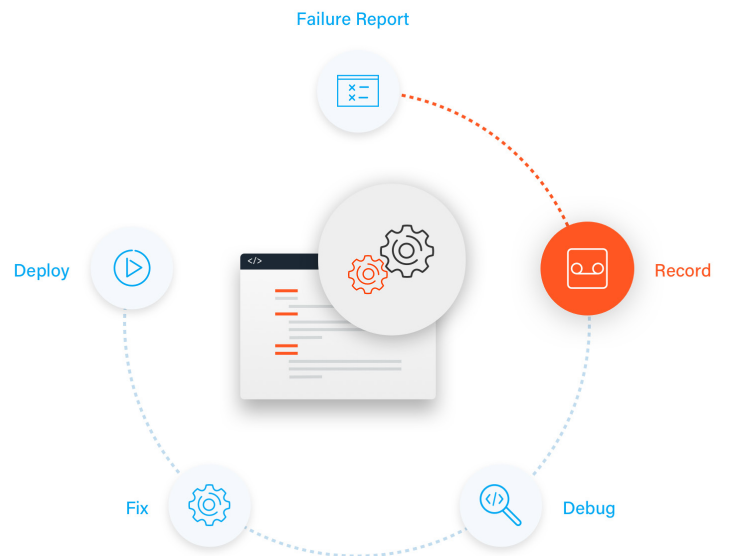 Failure Report
Deploy
</>
Record
Fix
</>
Debug